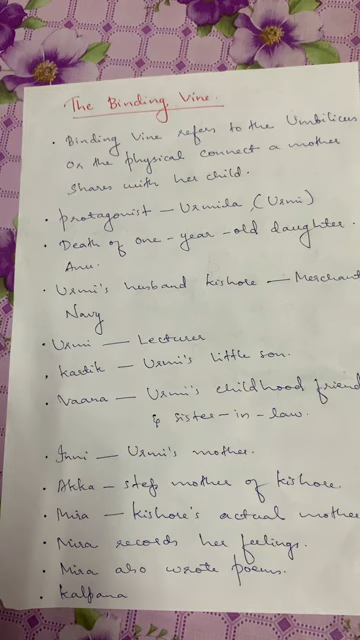 The Binding Vine.
• Binding Vine refers to the Umbilicus
Or the physical connect a mother
shares with her child.
• protagonist – Urmila (Urmi)
• Death of one-year-old daughter.
Anu.
• Urmi's husband kishore – Merchant
Navy
• Urmi – Lecturer
• Kartik – Urmi's little son.
• Vaana – Urmi's childhood friend
& sister-in-law.
• Inni – Urmi's mother.
• Akka – step mother of kishore.
• Mira – kishore's actual mother
• Mira records her feelings.
• Mira also wrote poems.
• Kalpana